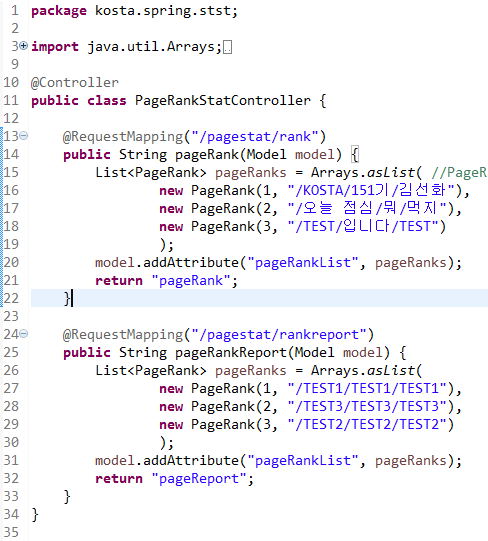 1 package kosta.spring.stst;
2
3 import java.util.Arrays;
9
10 @Controller
11 public class PageRankStatController {
12
13 @RequestMapping("/pagestat/rank")
14 public String pageRank(Model model) {
15 List<PageRank> pageRanks = Arrays.asList( //PageR
16 new PageRank(1, "/KOSTA/151기/김선화"),
17 new PageRank(2, "/오늘 점심/뭐/먹지"),
18 new PageRank(3, "/TEST/입니다/TEST")
19 );
20 model.addAttribute("pageRankList", pageRanks);
21 return "pageRank";
22 }
23
24 @RequestMapping("/pagestat/rankreport")
25 public String pageRankReport(Model model) {
26 List<PageRank> pageRanks = Arrays.asList(
27 new PageRank(1, "/TEST1/TEST1/TEST1"),
28 new PageRank(2, "/TEST3/TEST3/TEST3"),
29 new PageRank(3, "/TEST2/TEST2/TEST2")
30 );
31 model.addAttribute("pageRankList", pageRanks);
32 return "pageReport";
33 }
34 }
35